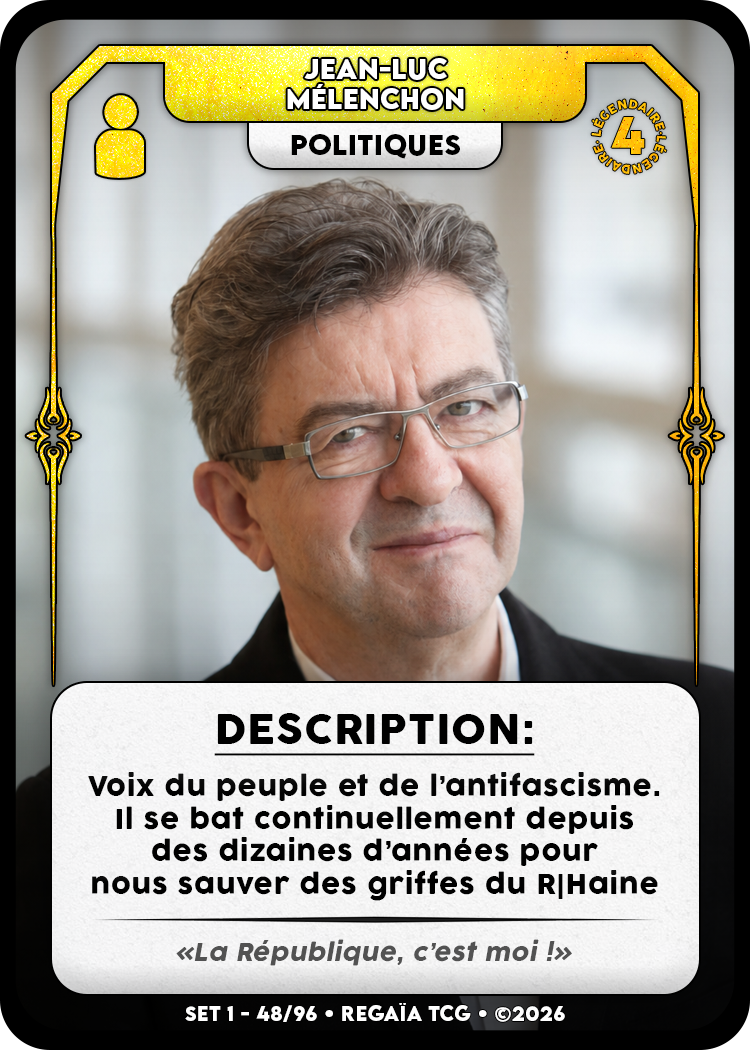 JEAN-LUC
MÉLENCHON
POLITIQUES
LÉGENDAIRE•LÉGENDAIRE•
4
DESCRIPTION:
Voix du peuple et de l’antifascisme.
Il se bat continuellement depuis
des dizaines d’années pour
nous sauver des griffes du R|Haine
«La République, c’est moi !»
SET 1 - 48/96 • REGAÏA TCG • ©2026